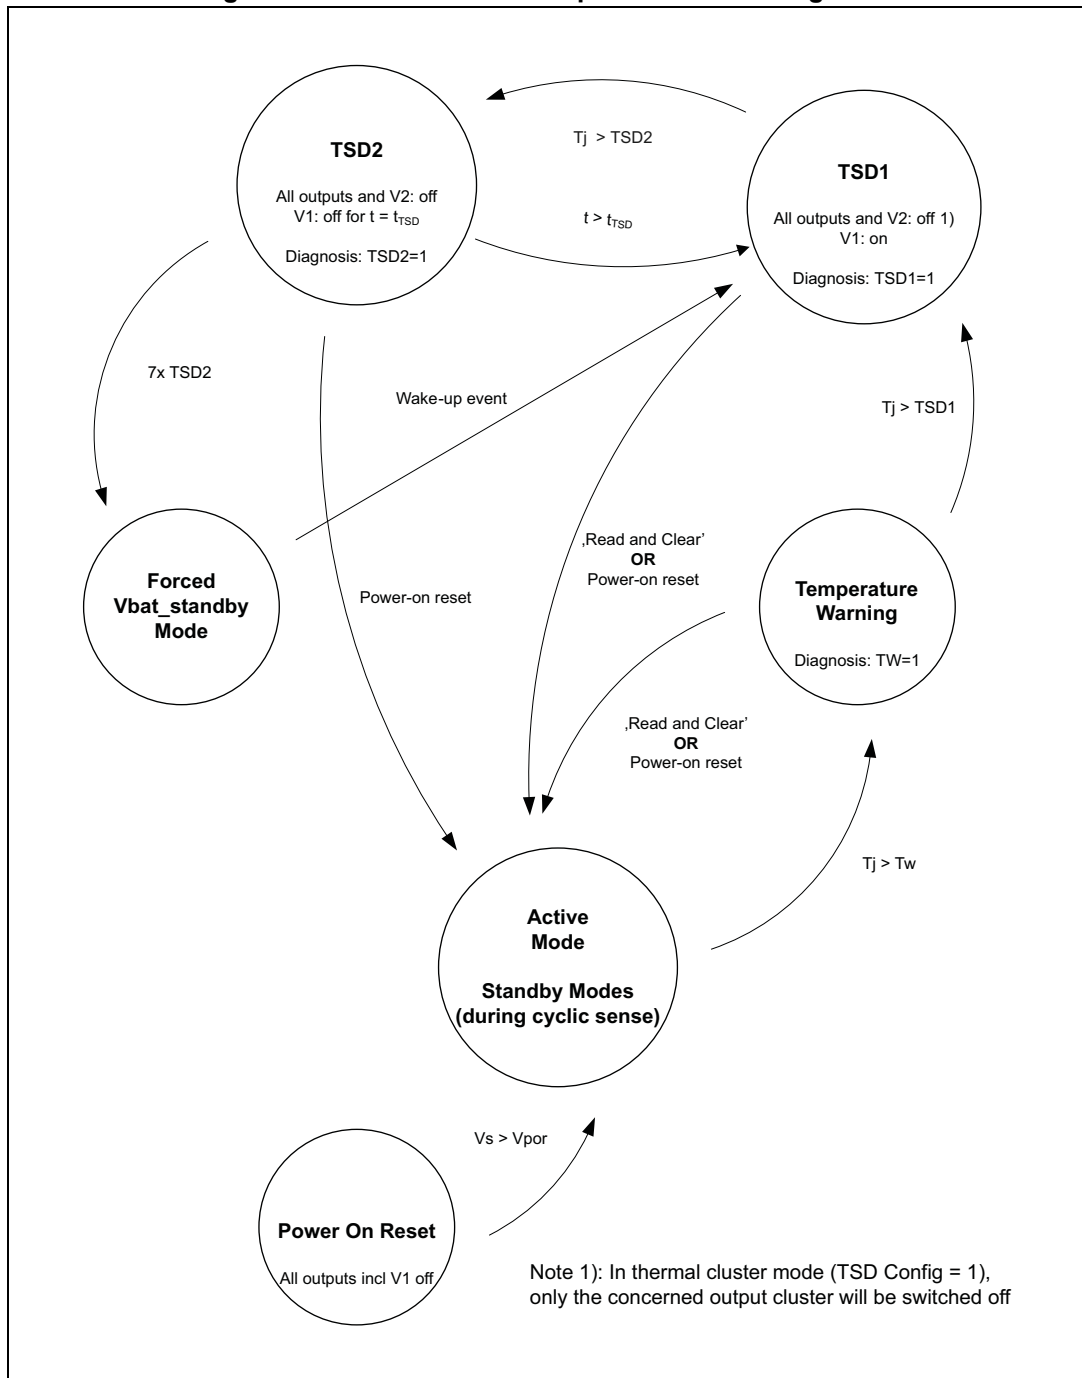 TSD2
All outputs and V2: off
V1: off for t = tTSD
Diagnosis: TSD2=1
Tj > TSD2
t > tTSD
TSD1
All outputs and V2: off 1)
V1: on
Diagnosis: TSD1=1
7x TSD2
Wake-up event
Tj > TSD1
Forced
Vbat_standby
Mode
Power-on reset
‚Read and Clear’
OR
Power-on reset
Temperature
Warning
Diagnosis: TW=1
‚Read and Clear’
OR
Power-on reset
Tj > Tw
Active
Mode
Standby Modes
(during cyclic sense)
Vs > Vpor
Power On Reset
All outputs incl V1 off
Note 1): In thermal cluster mode (TSD Config = 1),
only the concerned output cluster will be switched off